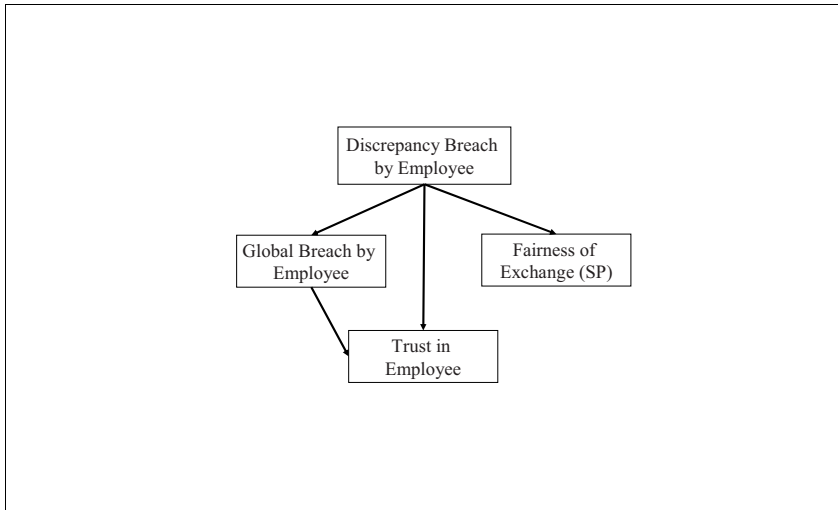 Discrepancy Breach
by Employee
Global Breach by
Employee
Fairness of
Exchange (SP)
Trust in
Employee